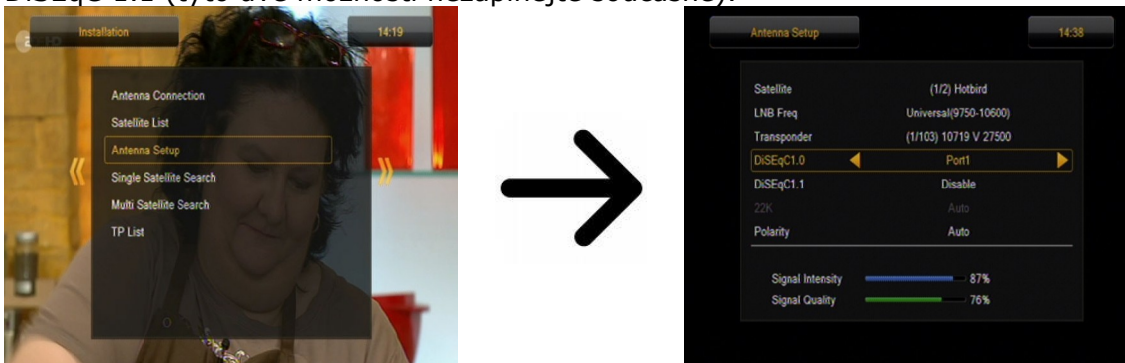 DiSEqC 1.1 (tyto dvě možnosti nezapínejte současně).
Installation
14:19
Antenna Connection
Satellite List
Antenna Setup
Single Satellite Search
Multi Satellite Search
TP List
Antenna Setup
14:38
Satellite (1/2) Hotbird
LNB Freq Universal(9750-10600)
Transponder (1/103) 10719 V 27500
DiSEqC1.0 Port1
DiSEqC1.1 Disable
22K Auto
Polarity Auto
Signal Intensity 87%
Signal Quality 76%